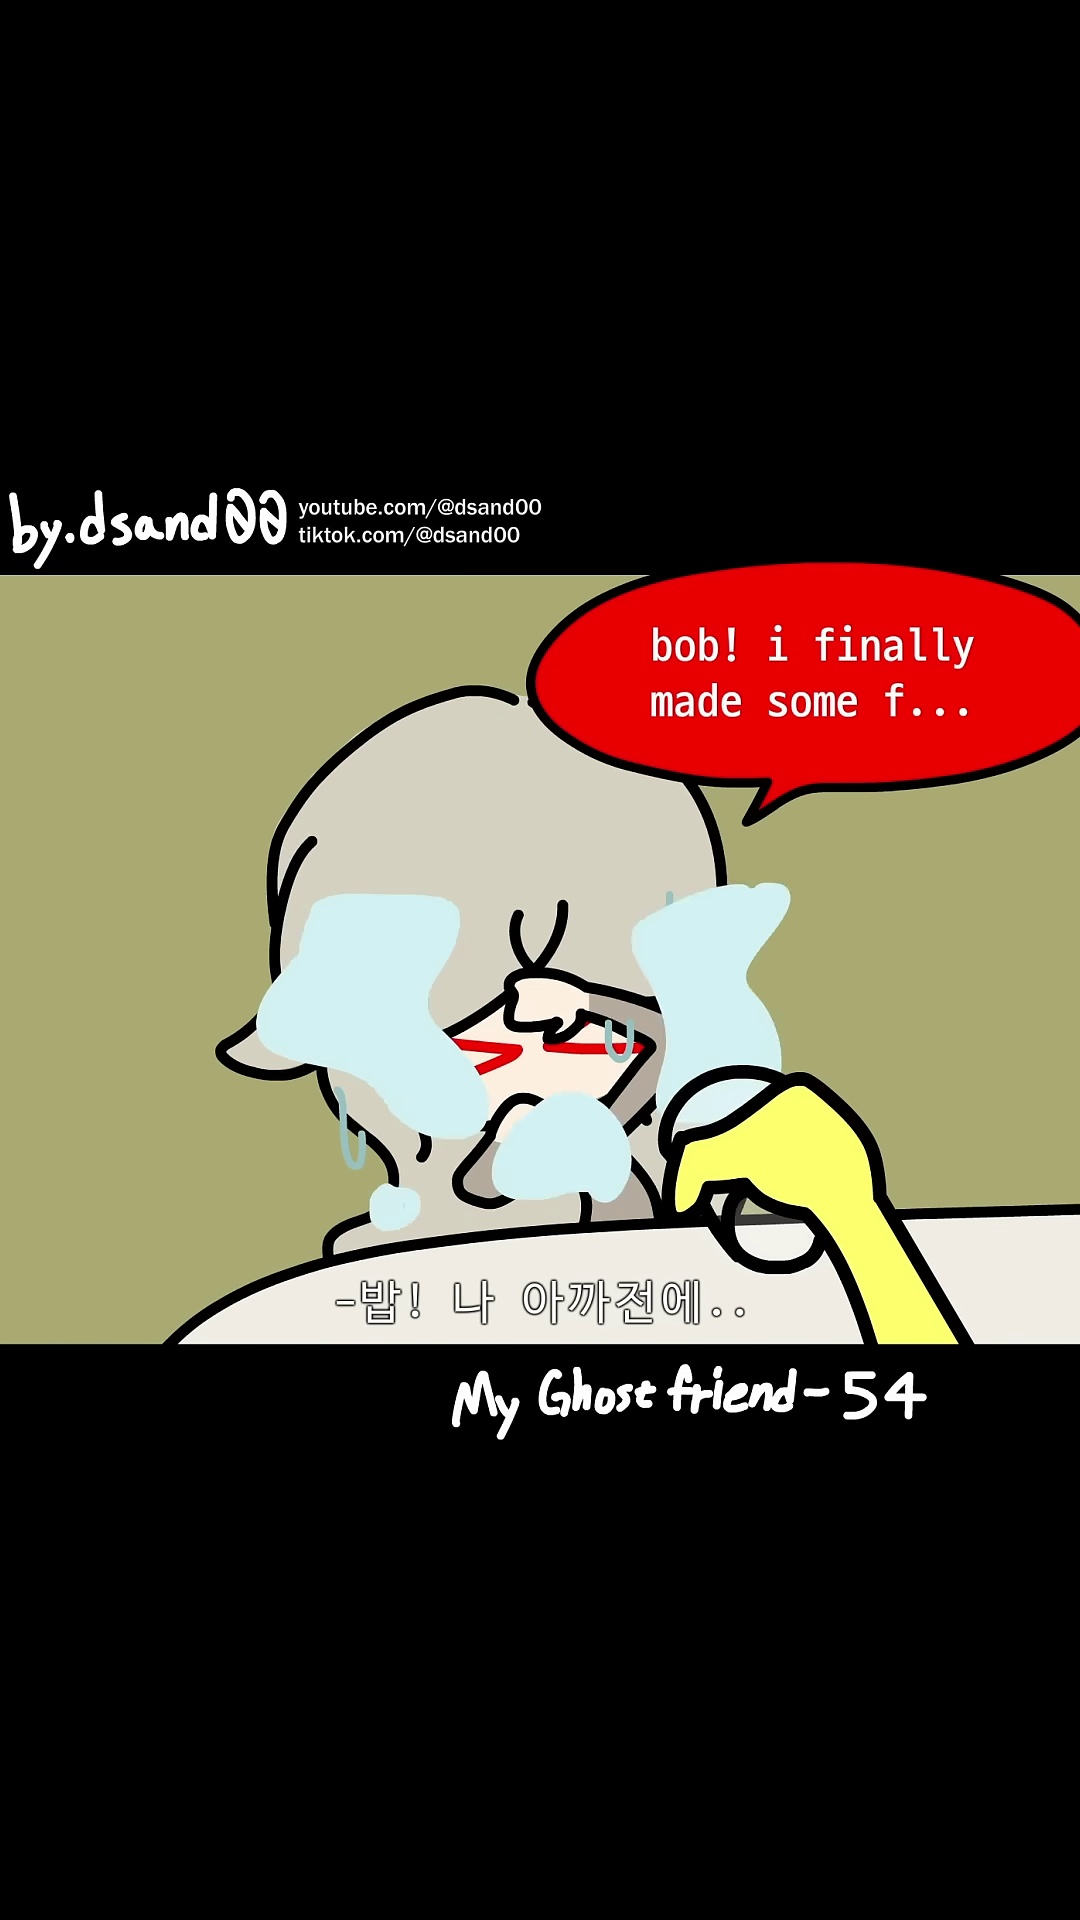 by.dsand00
youtube.com/@dsand00
tiktok.com/@dsand00
bob! i finally
made some f...
-밥! 나 아까전에..
My Ghost friend-54